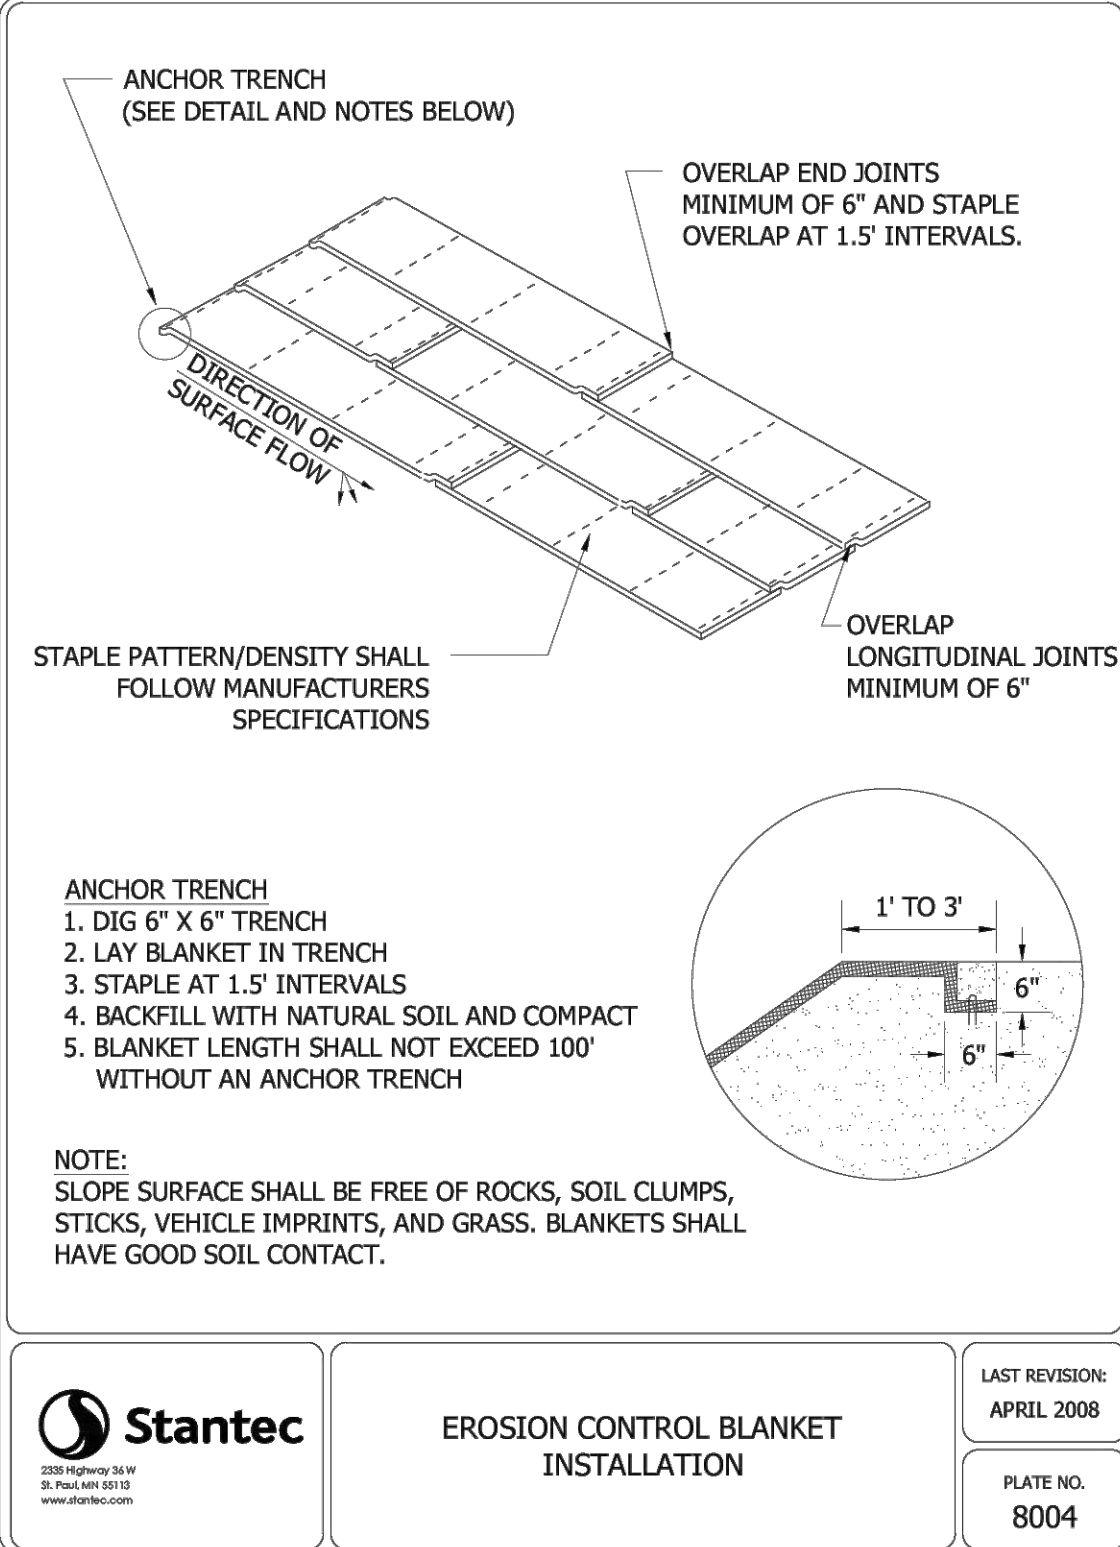 ANCHOR TRENCH
(SEE DETAIL AND NOTES BELOW)
OVERLAP END JOINTS
MINIMUM OF 6" AND STAPLE
OVERLAP AT 1.5' INTERVALS.
DIRECTION OF
SURFACE FLOW
STAPLE PATTERN/DENSITY SHALL
FOLLOW MANUFACTURERS
SPECIFICATIONS
OVERLAP
LONGITUDINAL JOINTS
MINIMUM OF 6"
ANCHOR TRENCH
1. DIG 6" X 6" TRENCH
2. LAY BLANKET IN TRENCH
3. STAPLE AT 1.5' INTERVALS
4. BACKFILL WITH NATURAL SOIL AND COMPACT
5. BLANKET LENGTH SHALL NOT EXCEED 100'
WITHOUT AN ANCHOR TRENCH
1' TO 3'
6"
6"
NOTE:
SLOPE SURFACE SHALL BE FREE OF ROCKS, SOIL CLUMPS,
STICKS, VEHICLE IMPRINTS, AND GRASS. BLANKETS SHALL
HAVE GOOD SOIL CONTACT.
Stantec
2335 Highway 36 W
St. Paul, MN 55113
www.stantec.com
EROSION CONTROL BLANKET
INSTALLATION
LAST REVISION:
APRIL 2008
PLATE NO.
8004